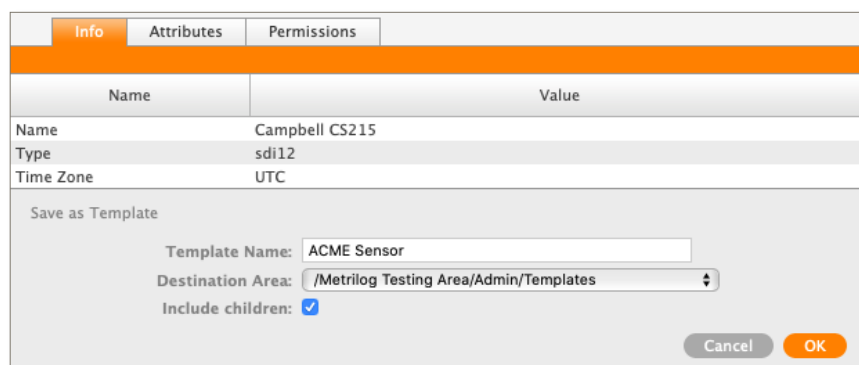 Info Attributes Permissions
Name Value
Name Campbell CS215
Type sdi12
Time Zone UTC
Save as Template
Template Name: ACME Sensor
Destination Area: /Metrilog Testing Area/Admin/Templates
Include children:
Cancel OK